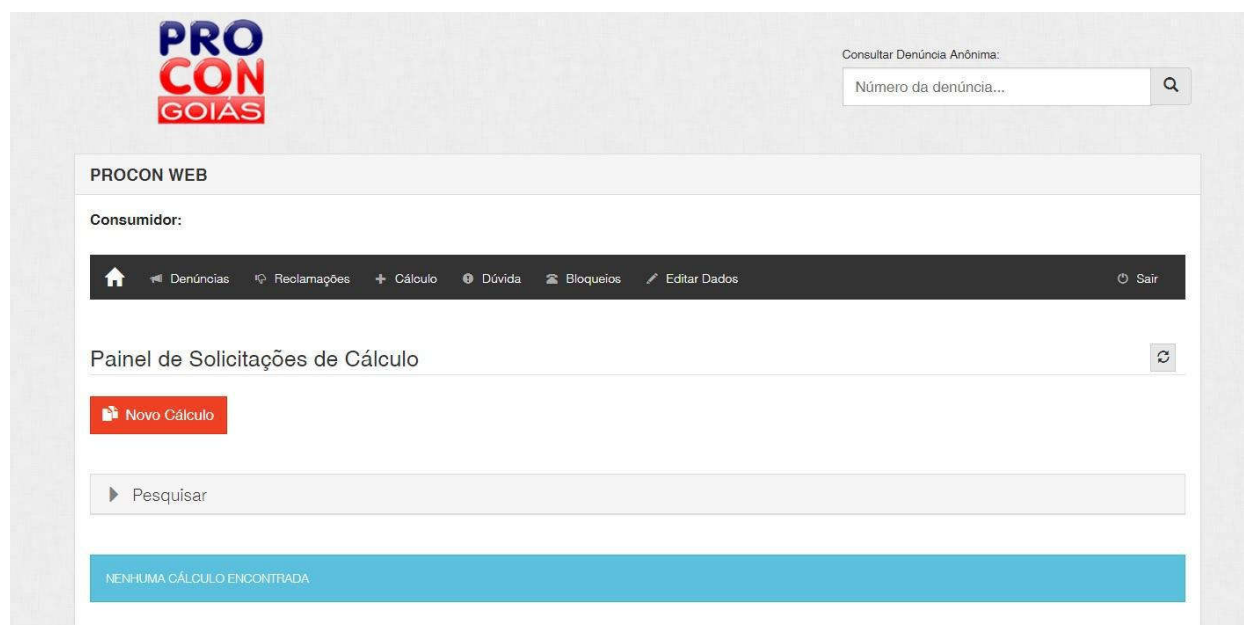 PRO
CON
GOIÁS
Consultar Denúncia Anônima:
Número da denúncia...
PROCON WEB
Consumidor:
Denúncias Reclamações Cálculo Dúvida Bloqueios Editar Dados Sair
Painel de Solicitações de Cálculo
Novo Cálculo
Pesquisar
NENHUMA CÁLCULO ENCONTRADA